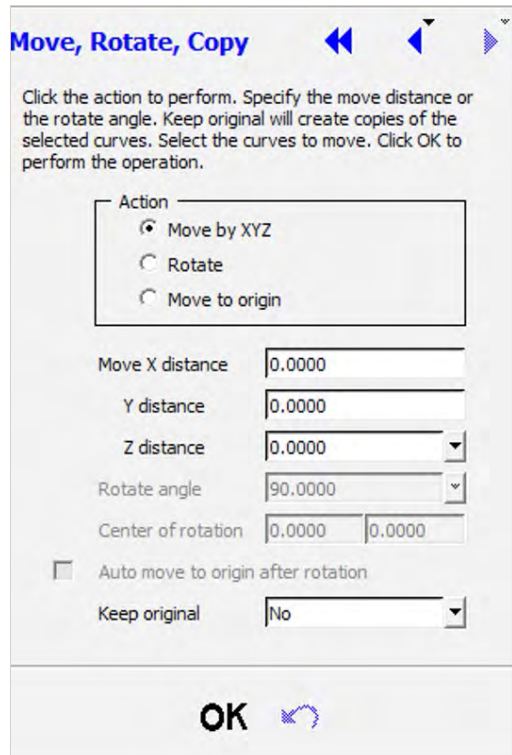 Move, Rotate, Copy
Click the action to perform. Specify the move distance or
the rotate angle. Keep original will create copies of the
selected curves. Select the curves to move. Click OK to
perform the operation.
Action
Move by XYZ
Rotate
Move to origin
Move X distance 0.0000
Y distance 0.0000
Z distance 0.0000
Rotate angle 90.0000
Center of rotation 0.0000 0.0000
Auto move to origin after rotation
Keep original No
OK